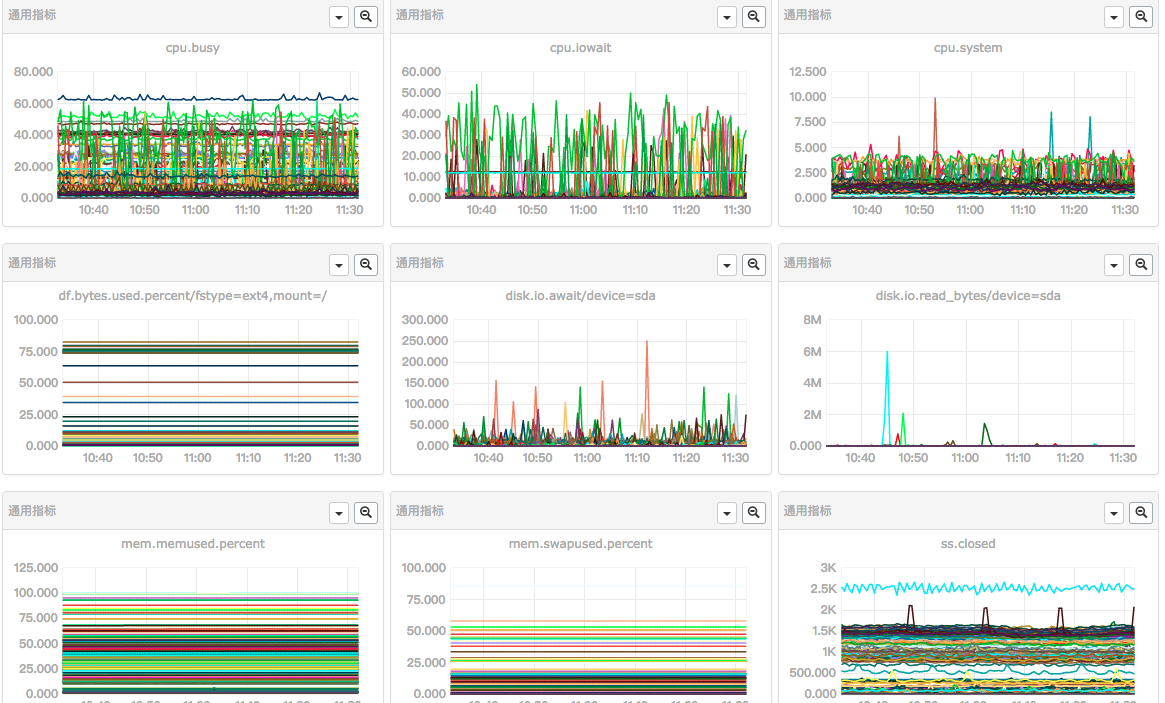 通用指标
通用指标
通用指标
cpu.busy
cpu.iowait
cpu.system
80.000
60.000
40.000
20.000
0.000
10:40 10:50 11:00 11:10 11:20 11:30
60.000
50.000
40.000
30.000
20.000
10.000
0.000
10:40 10:50 11:00 11:10 11:20 11:30
12.500
10.000
7.500
5.000
2.500
0.000
10:40 10:50 11:00 11:10 11:20 11:30
通用指标
通用指标
通用指标
df.bytes.used.percent/fstype=ext4,mount=/
disk.io.await/device=sda
disk.io.read_bytes/device=sda
100.000
75.000
50.000
25.000
0.000
10:40 10:50 11:00 11:10 11:20 11:30
300.000
250.000
200.000
150.000
100.000
50.000
0.000
10:40 10:50 11:00 11:10 11:20 11:30
8M
6M
4M
2M
0.000
10:40 10:50 11:00 11:10 11:20 11:30
通用指标
通用指标
通用指标
mem.memused.percent
mem.swapused.percent
ss.closed
125.000
100.000
75.000
50.000
25.000
0.000
100.000
75.000
50.000
25.000
0.000
3K
2.5K
2K
1.5K
1K
500.000
0.000